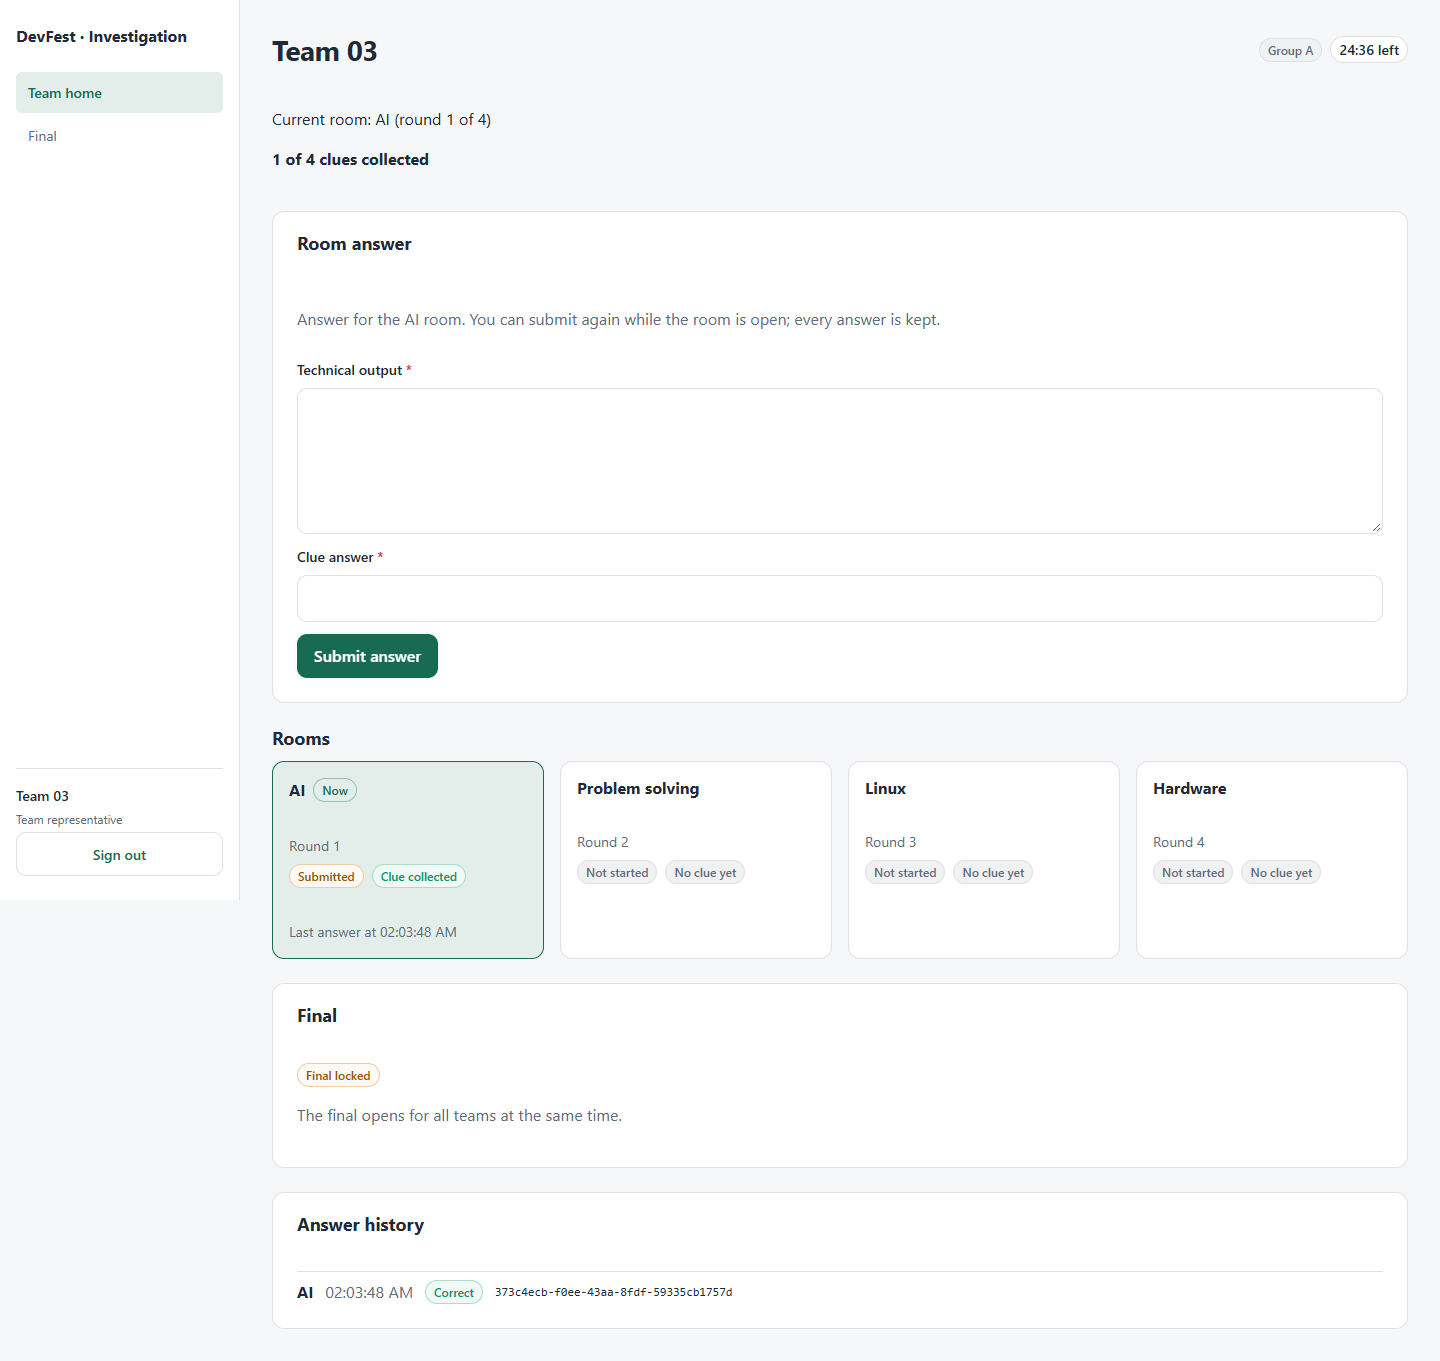 DevFest · Investigation
Team home
Final
Team 03
Team representative
Sign out
Team 03
Group A
24:36 left
Current room: AI (round 1 of 4)
1 of 4 clues collected
Room answer
Answer for the AI room. You can submit again while the room is open; every answer is kept.
Technical output *
Clue answer *
Submit answer
Rooms
AI Now
Round 1
Submitted Clue collected
Last answer at 02:03:48 AM
Problem solving
Round 2
Not started No clue yet
Linux
Round 3
Not started No clue yet
Hardware
Round 4
Not started No clue yet
Final
Final locked
The final opens for all teams at the same time.
Answer history
AI 02:03:48 AM Correct 373c4ecb-f0ee-43aa-8fdf-59335cb1757d